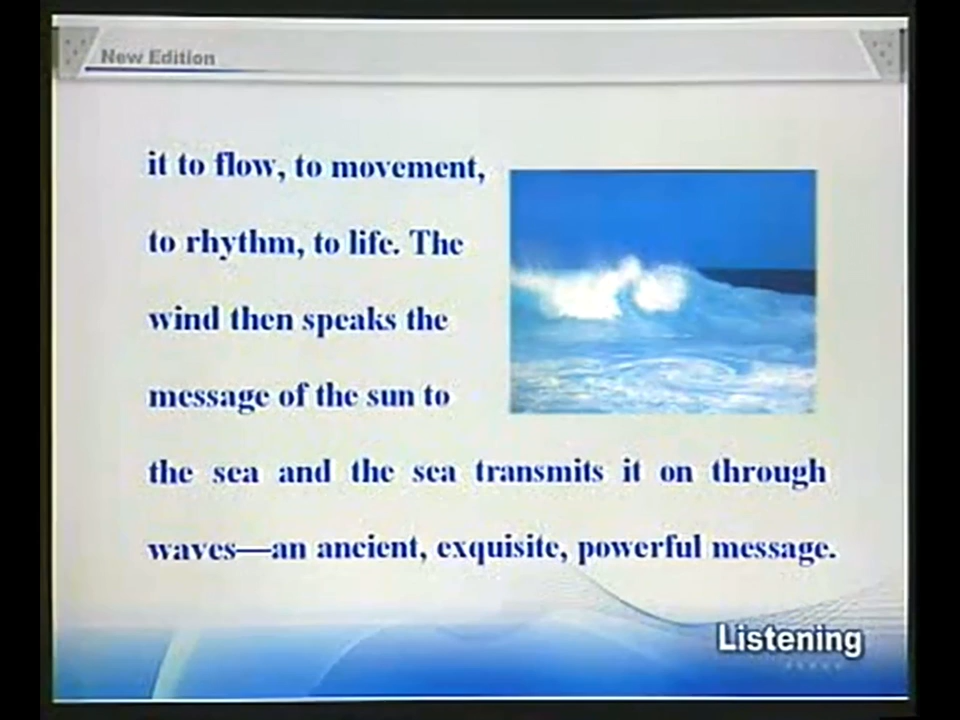 New Edition
it to flow, to movement,
to rhythm, to life. The
wind then speaks the
message of the sun to
the sea and the sea transmits it on through
waves—an ancient, exquisite, powerful message.
Listening